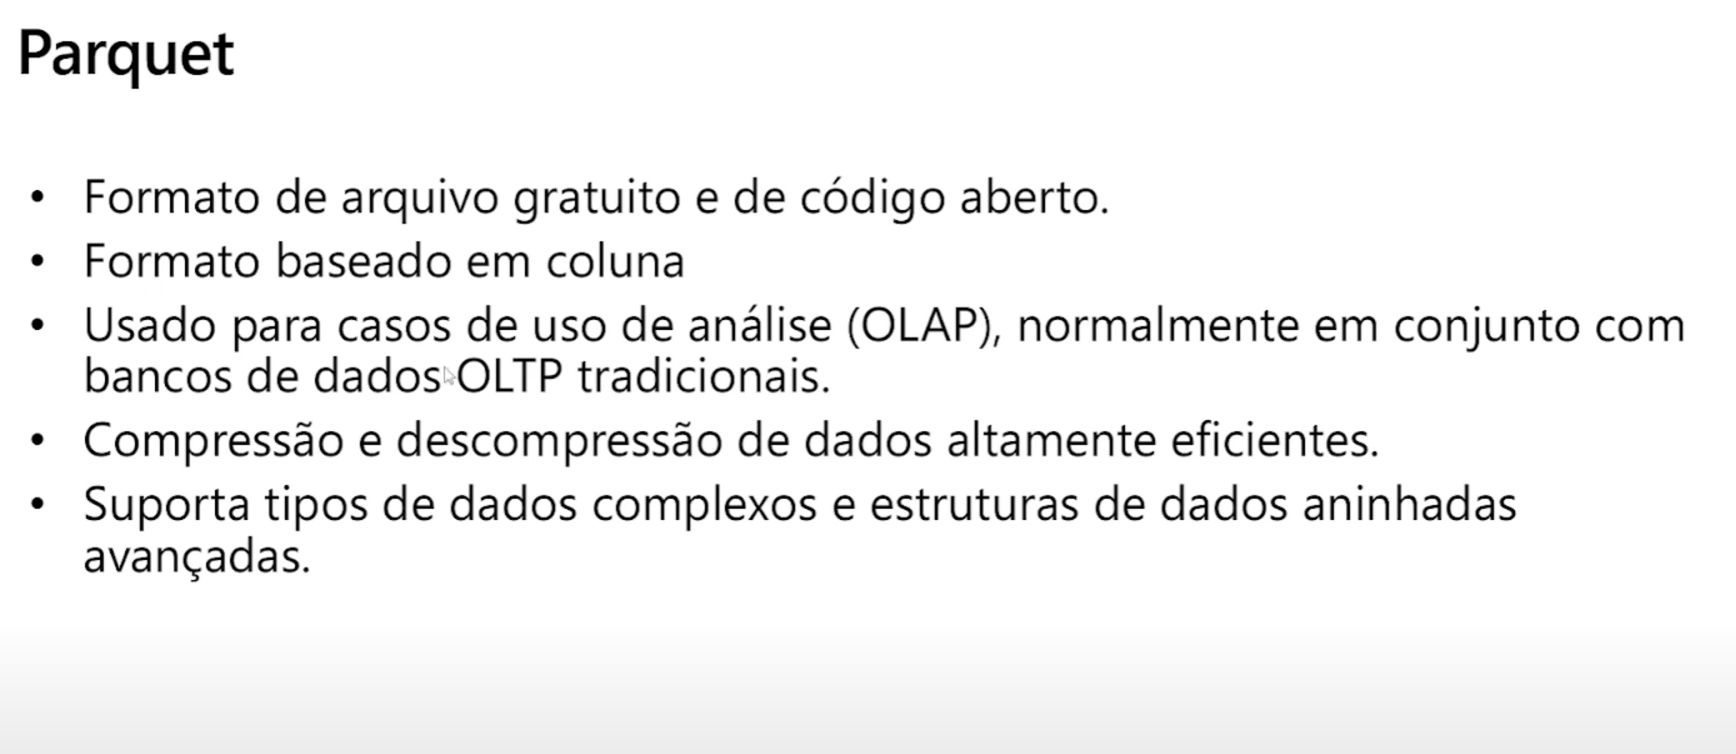 Parquet
• Formato de arquivo gratuito e de código aberto.
• Formato baseado em coluna
• Usado para casos de uso de análise (OLAP), normalmente em conjunto com
bancos de dados OLTP tradicionais.
• Compressão e descompressão de dados altamente eficientes.
• Suporta tipos de dados complexos e estruturas de dados aninhadas
avançadas.